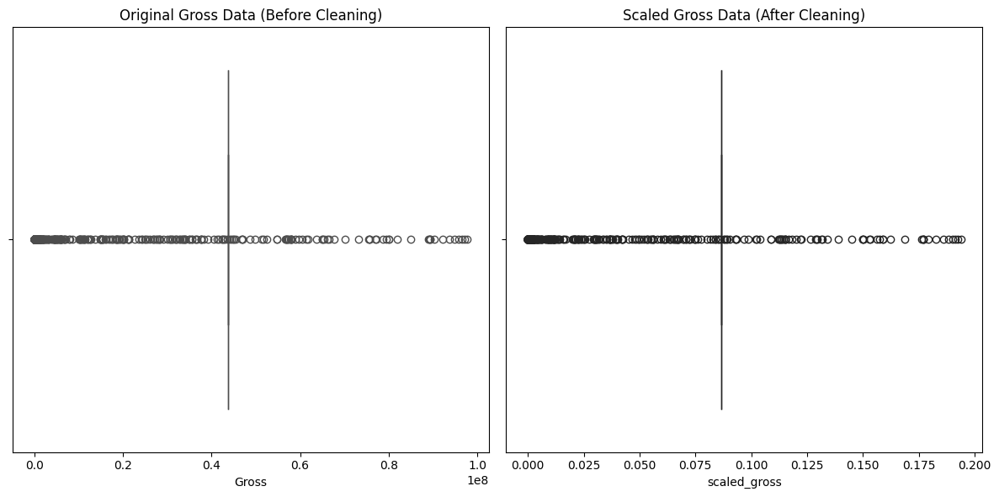 Original Gross Data (Before Cleaning)
0.0 0.2 0.4 0.6 0.8 1.0
1e8
Gross
Scaled Gross Data (After Cleaning)
0.000 0.025 0.050 0.075 0.100 0.125 0.150 0.175 0.200
scaled_gross